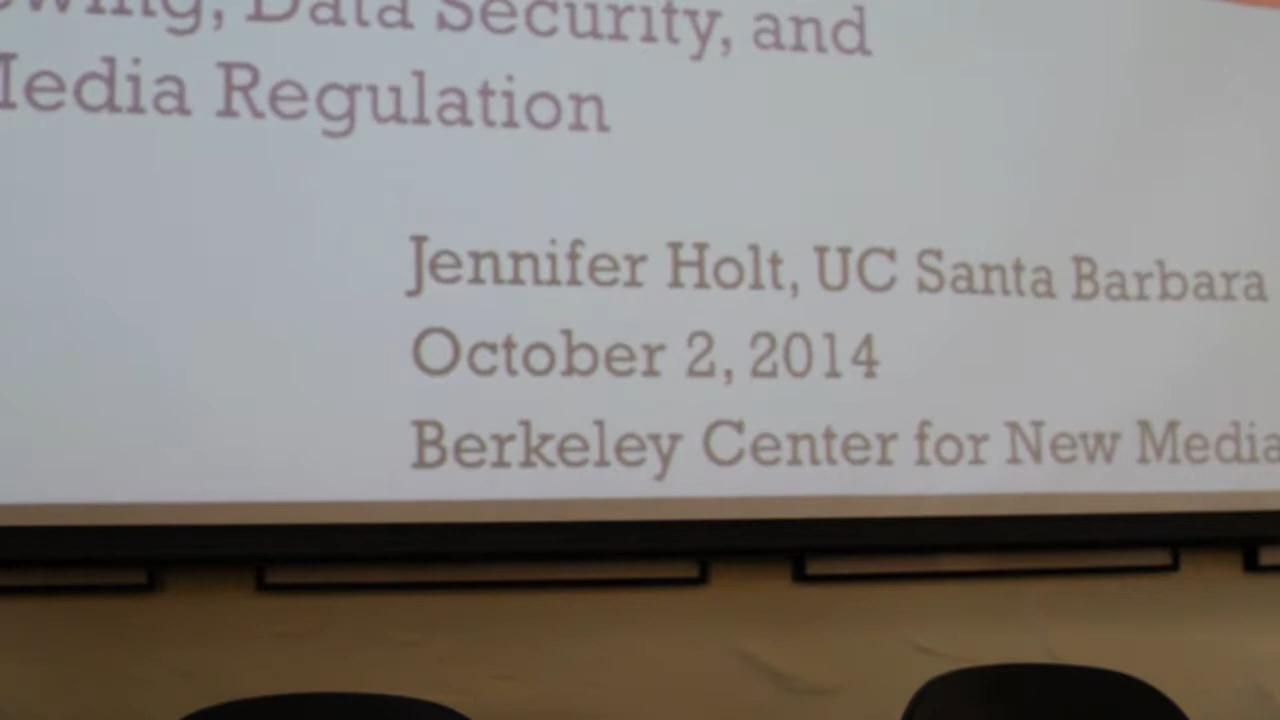 Data Security, and
Media Regulation
Jennifer Holt, UC Santa Barbara
October 2, 2014
Berkeley Center for New Media